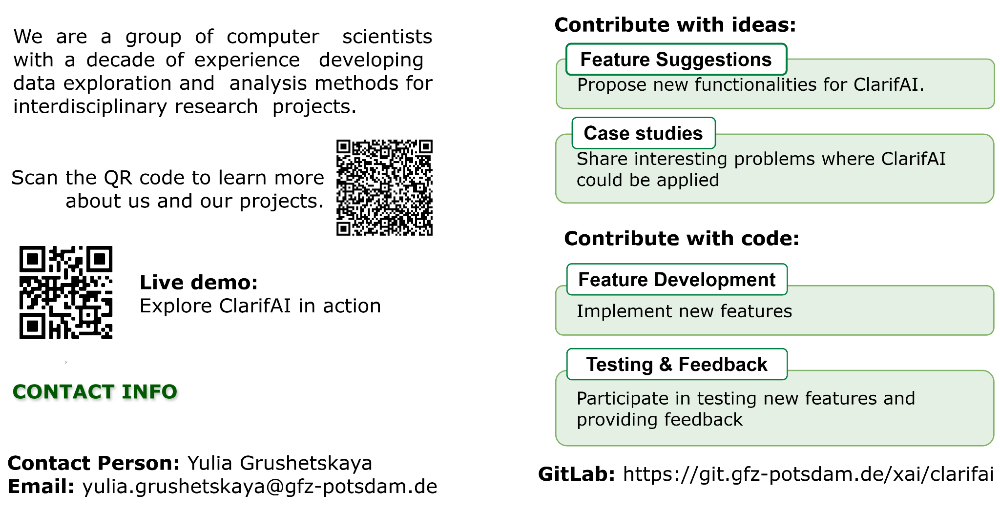 We are a group of computer scientists
with a decade of experience developing
data exploration and analysis methods for
interdisciplinary research projects.
Scan the QR code to learn more
about us and our projects.
Live demo:
Explore ClarifAI in action
,
CONTACT INFO
Contact Person: Yulia Grushetskaya
Email: yulia.grushetskaya@gfz-potsdam.de
Contribute with ideas:
Feature Suggestions
Propose new functionalities for ClarifAI.
Case studies
Share interesting problems where ClarifAI
could be applied
Contribute with code:
Feature Development
Implement new features
Testing & Feedback
Participate in testing new features and
providing feedback
GitLab: https://git.gfz-potsdam.de/xai/clarifai